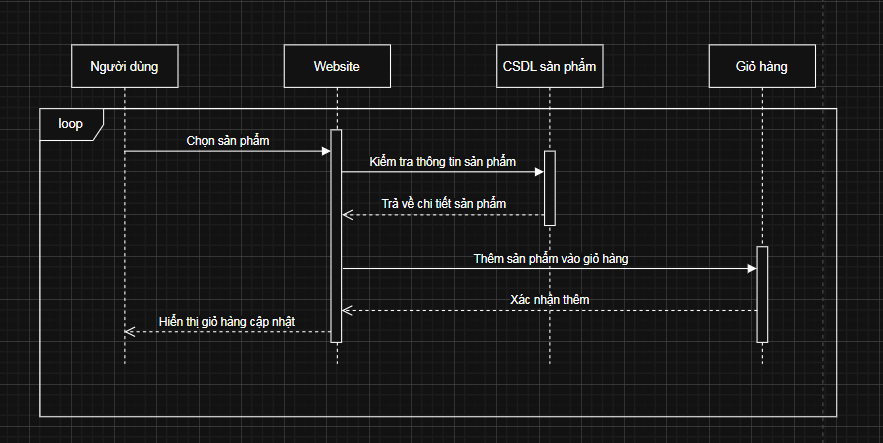 Người dùng
Website
CSDL sản phẩm
Giỏ hàng
loop
Chọn sản phẩm
Kiểm tra thông tin sản phẩm
Trả về chi tiết sản phẩm
Thêm sản phẩm vào giỏ hàng
Xác nhận thêm
Hiển thị giỏ hàng cập nhật